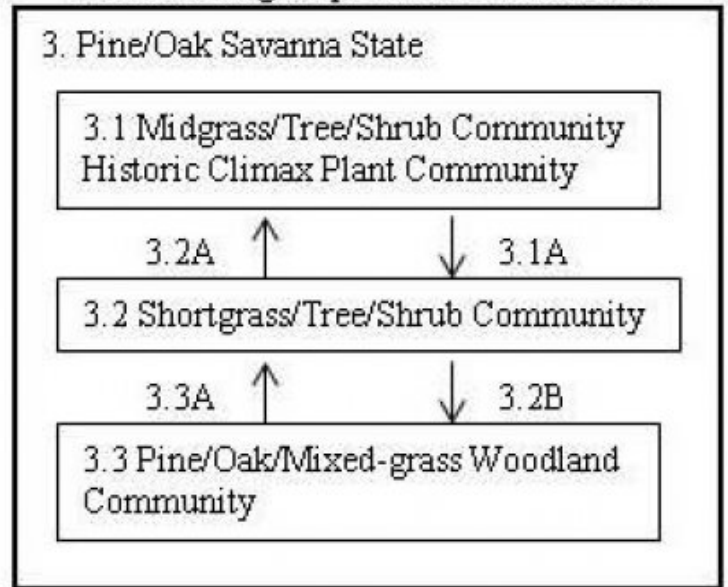 3. Pine/Oak Savanna State
3.1 Midgrass/Tree/Shrub Community
Historic Climax Plant Community
3.2A
3.1A
3.2 Shortgrass/Tree/Shrub Community
3.3A
3.2B
3.3 Pine/Oak/Mixed-grass Woodland
Community